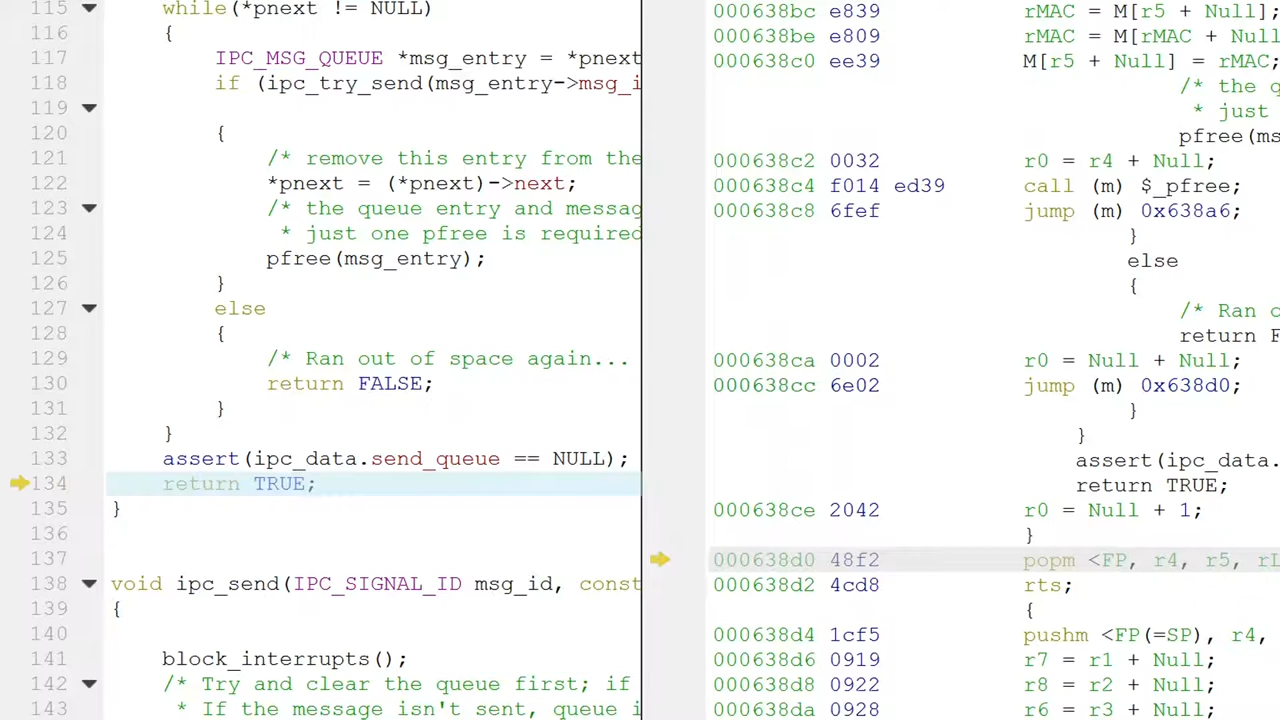 115 while(*pnext != NULL)
116 {
117 IPC_MSG_QUEUE *msg_entry = *pnext
118 if (ipc_try_send(msg_entry->msg_i
119
120 {
121 /* remove this entry from the
122 *pnext = (*pnext)->next;
123 /* the queue entry and messag
124 * just one pfree is required
125 pfree(msg_entry);
126 }
127 else
128 {
129 /* Ran out of space again...
130 return FALSE;
131 }
132 }
133 assert(ipc_data.send_queue == NULL);
134 return TRUE;
135 }
136
137
138 void ipc_send(IPC_SIGNAL_ID msg_id, const
139 {
140
141 block_interrupts();
142 /* Try and clear the queue first; if
143 * If the message isn't sent, queue i
000638bc e839 rMAC = M[r5 + Null];
000638be e809 rMAC = M[rMAC + Null
000638c0 ee39 M[r5 + Null] = rMAC;
/* the q
* just
pfree(ms
000638c2 0032 r0 = r4 + Null;
000638c4 f014 ed39 call (m) $_pfree;
000638c8 6fef jump (m) 0x638a6;
}
else
{
/* Ran o
return F
000638ca 0002 r0 = Null + Null;
000638cc 6e02 jump (m) 0x638d0;
}
}
assert(ipc_data.
return TRUE;
000638ce 2042 r0 = Null + 1;
}
000638d0 48f2 popm <FP, r4, r5, rL
000638d2 4cd8 rts;
{
000638d4 1cf5 pushm <FP(=SP), r4,
000638d6 0919 r7 = r1 + Null;
000638d8 0922 r8 = r2 + Null;
000638da 0928 r6 = r3 + Null;